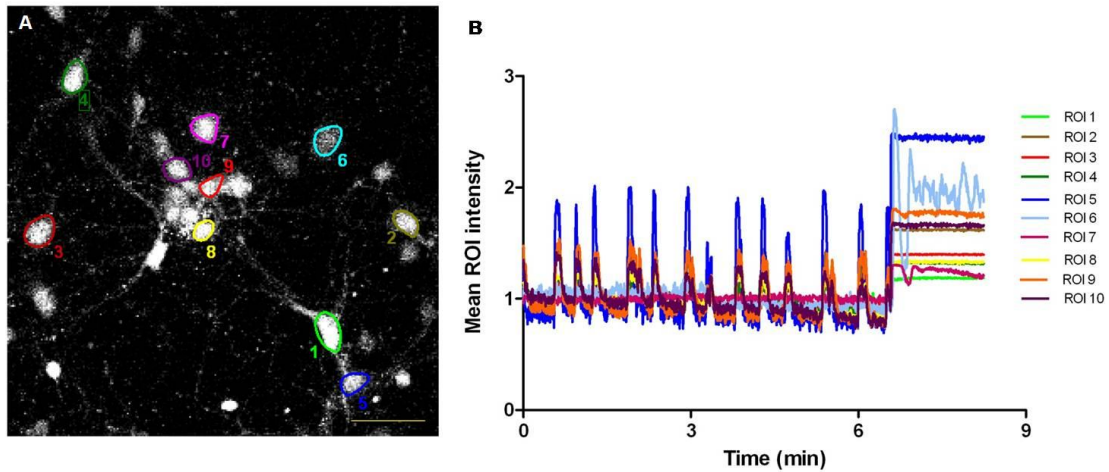 A
4
7
6
10
9
3
8
2
1
5
B
Mean ROI intensity
3
2
1
0
0
3
6
9
Time (min)
ROI 1
ROI 2
ROI 3
ROI 4
ROI 5
ROI 6
ROI 7
ROI 8
ROI 9
ROI 10